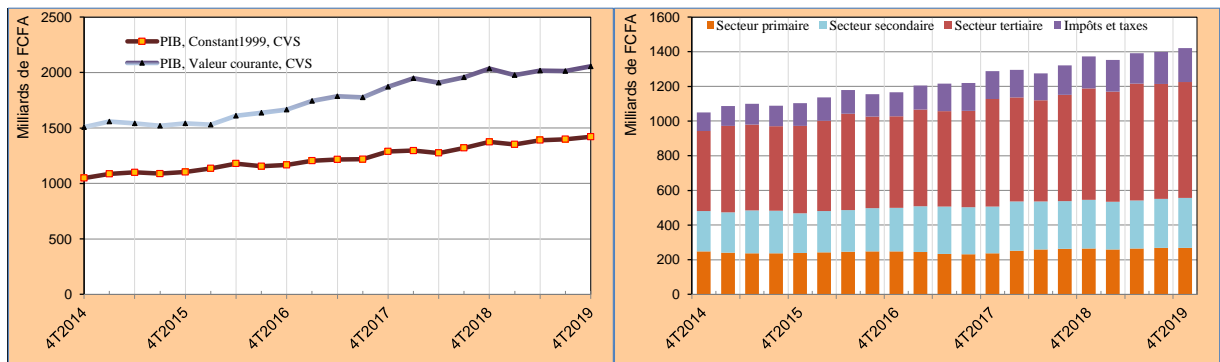 Milliards de FCFA
2500
2000
1500
1000
500
0
PIB, Constant1999, CVS
PIB, Valeur courante, CVS
4T2014
4T2015
4T2016
4T2017
4T2018
4T2019
Milliards de FCFA
1600
1400
1200
1000
800
600
400
200
0
Secteur primaire
Secteur secondaire
Secteur tertiaire
Impôts et taxes
4T2014
4T2015
4T2016
4T2017
4T2018
4T2019